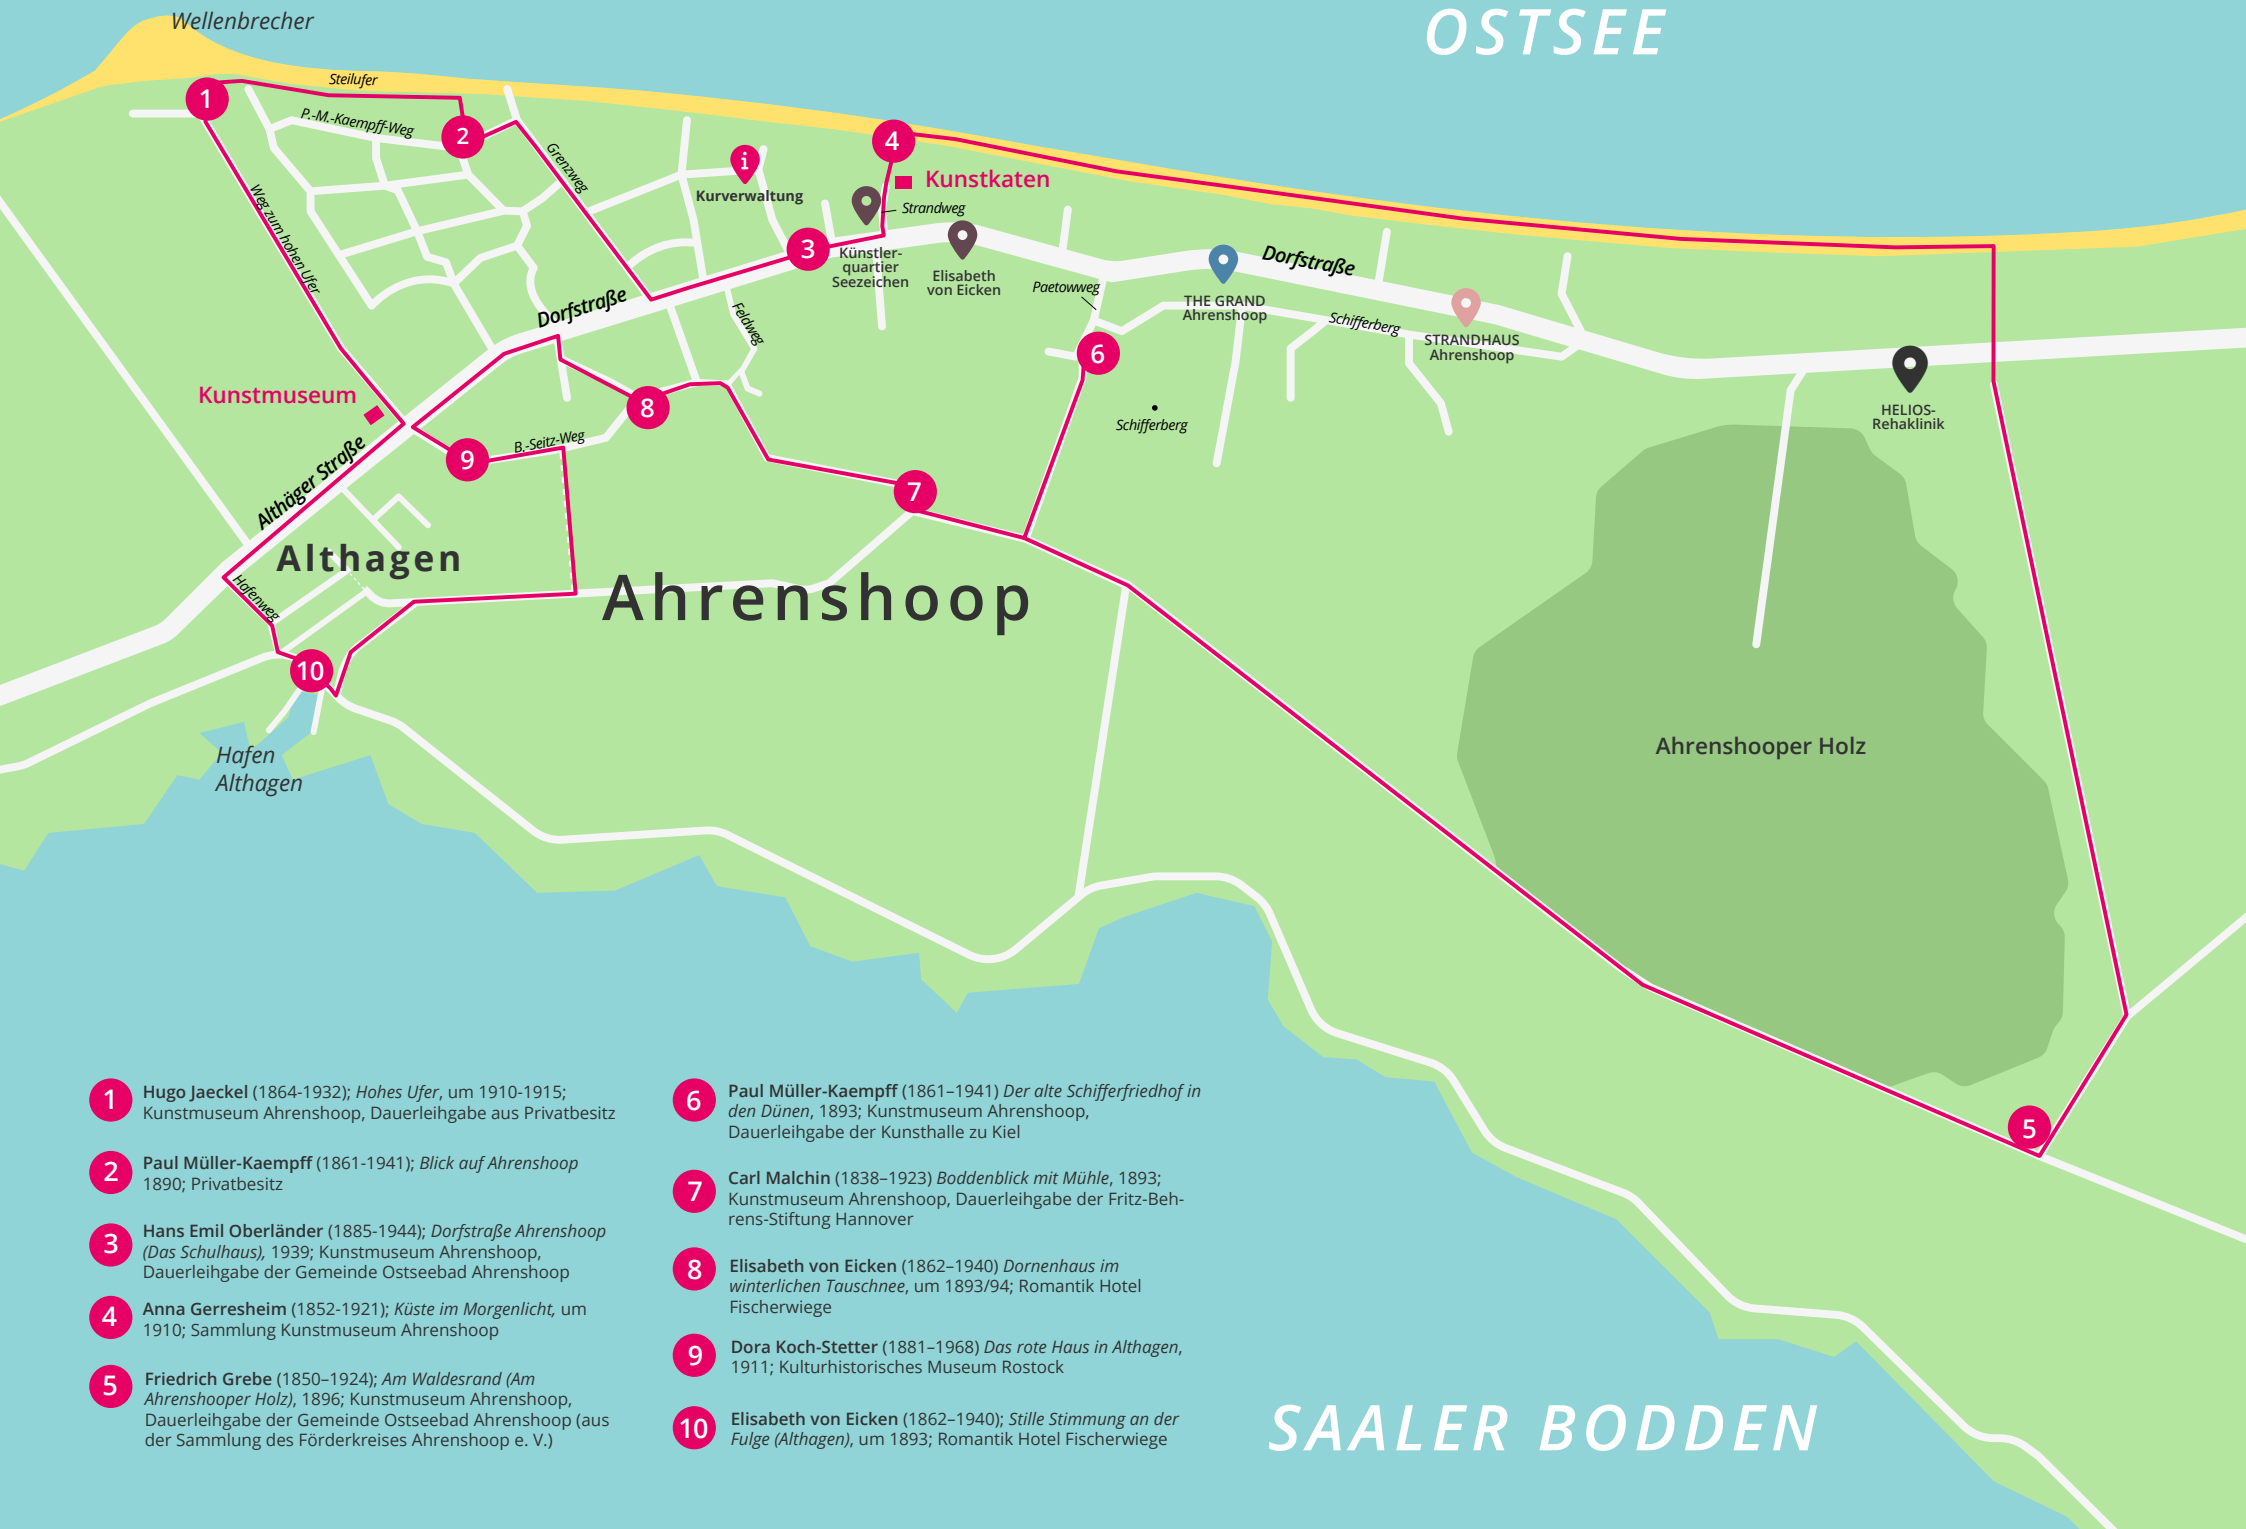 Wellenbrecher
OSTSEE
Steilufer
1
P.-M.-Kaempff-Weg
2
Grenzweg
4
i
Kurverwaltung
Kunstkaten
Strandweg
Weg zum hohen Ufer
3
Künstler-
quartier
Seezeichen
Elisabeth
von Eicken
Dorfstraße
Paetowweg
THE GRAND
Ahrenshoop
Dorfstraße
Feldweg
Schifferberg
STRANDHAUS
Ahrenshoop
6
HELIOS-
Rehaklinik
Kunstmuseum
8
Schifferberg
B.-Seitz-Weg
9
7
Althäger Straße
Althagen
Ahrenshoop
Hafenweg
10
Hafen
Althagen
Ahrenshooper Holz
5
1
Hugo Jaeckel (1864-1932); Hohes Ufer, um 1910-1915;
Kunstmuseum Ahrenshoop, Dauerleihgabe aus Privatbesitz
2
Paul Müller-Kaempff (1861-1941); Blick auf Ahrenshoop
1890; Privatbesitz
3
Hans Emil Oberländer (1885-1944); Dorfstraße Ahrenshoop
(Das Schulhaus), 1939; Kunstmuseum Ahrenshoop,
Dauerleihgabe der Gemeinde Ostseebad Ahrenshoop
4
Anna Gerresheim (1852-1921); Küste im Morgenlicht, um
1910; Sammlung Kunstmuseum Ahrenshoop
5
Friedrich Grebe (1850–1924); Am Waldesrand (Am
Ahrenshooper Holz), 1896; Kunstmuseum Ahrenshoop,
Dauerleihgabe der Gemeinde Ostseebad Ahrenshoop (aus
der Sammlung des Förderkreises Ahrenshoop e. V.)
6
Paul Müller-Kaempff (1861–1941) Der alte Schifferfriedhof in
den Dünen, 1893; Kunstmuseum Ahrenshoop,
Dauerleihgabe der Kunsthalle zu Kiel
7
Carl Malchin (1838–1923) Boddenblick mit Mühle, 1893;
Kunstmuseum Ahrenshoop, Dauerleihgabe der Fritz-Beh-
rens-Stiftung Hannover
8
Elisabeth von Eicken (1862–1940) Dornenhaus im
winterlichen Tauschnee, um 1893/94; Romantik Hotel
Fischerwiege
9
Dora Koch-Stetter (1881–1968) Das rote Haus in Althagen,
1911; Kulturhistorisches Museum Rostock
10
Elisabeth von Eicken (1862–1940); Stille Stimmung an der
Fulge (Althagen), um 1893; Romantik Hotel Fischerwiege
SAALER BODDEN